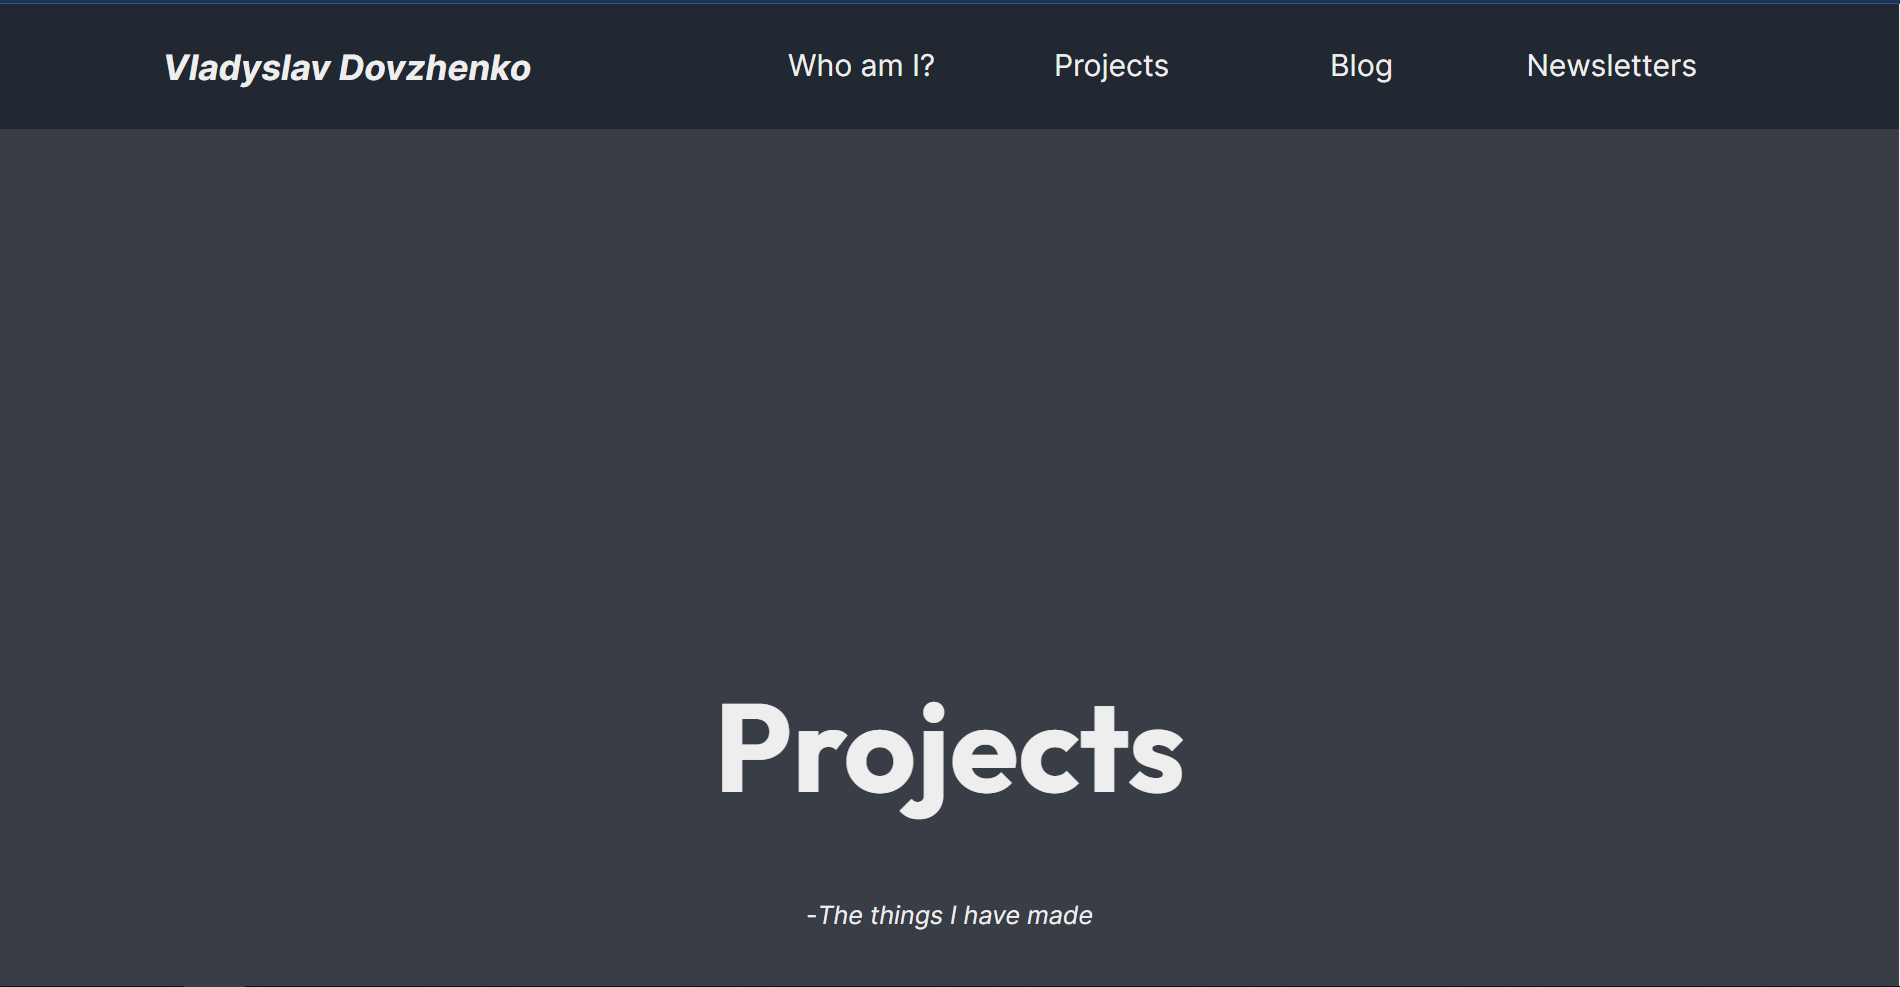 Vladyslav Dovzhenko
Who am I?
Projects
Blog
Newsletters
Projects
-The things I have made